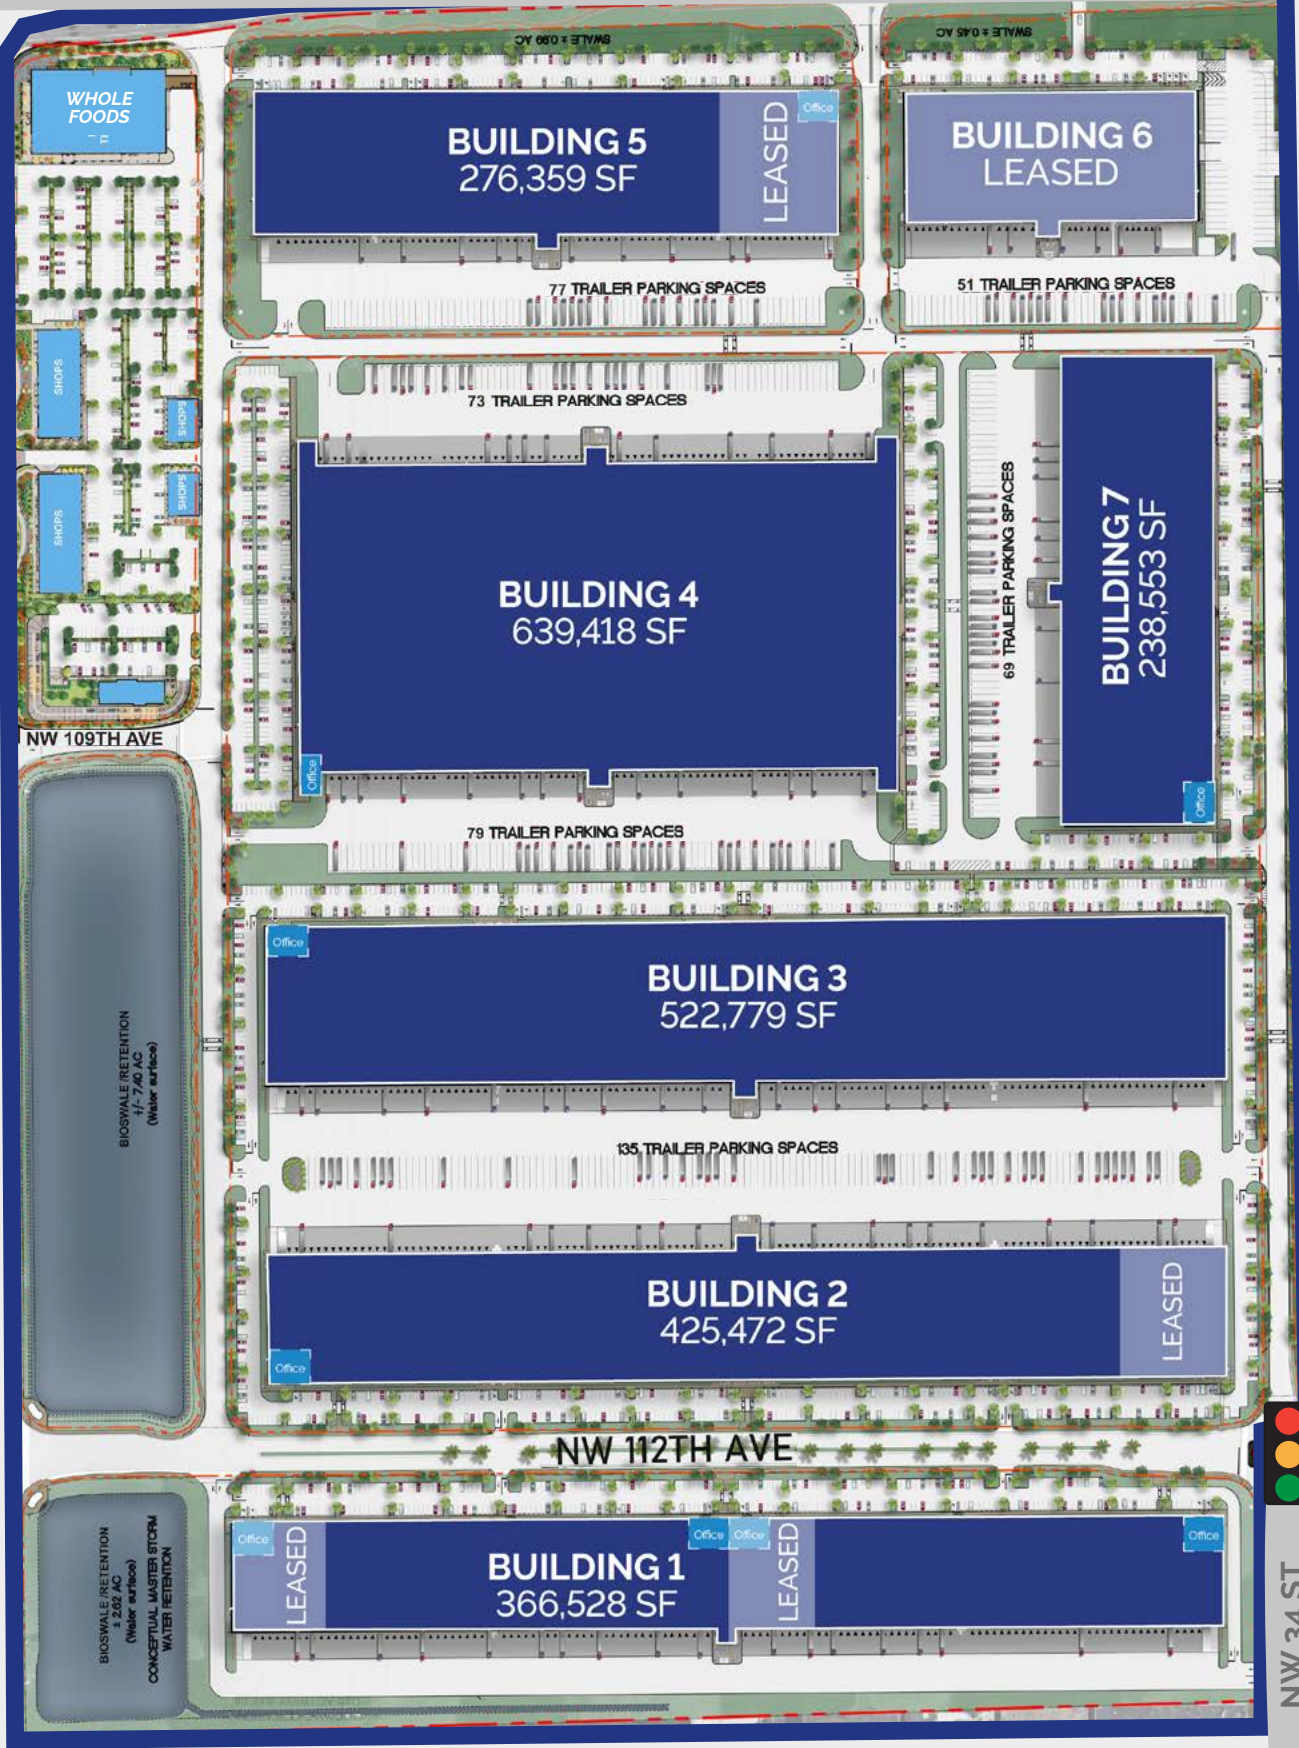 SWALE ± 0.99 AC
SWALE ± 0.45 AC
WHOLE
FOODS
BUILDING 5
276,359 SF
LEASED
Office
BUILDING 6
LEASED
77 TRAILER PARKING SPACES
51 TRAILER PARKING SPACES
SHOPS
SHOPS
SHOPS
SHOPS
73 TRAILER PARKING SPACES
BUILDING 4
639,418 SF
Office
69 TRAILER PARKING SPACES
BUILDING 7
238,553 SF
Office
NW 109TH AVE
79 TRAILER PARKING SPACES
Office
BUILDING 3
522,779 SF
BIOSWALE/RETENTION
+/- 7.40 AC
(Water surface)
135 TRAILER PARKING SPACES
BUILDING 2
425,472 SF
LEASED
Office
NW 112TH AVE
Office
LEASED
BUILDING 1
366,528 SF
Office
Office
LEASED
Office
BIOSWALE/RETENTION
± 2.62 AC
(Water surface)
CONCEPTUAL MASTER STORM
WATER RETENTION
NW 34 ST